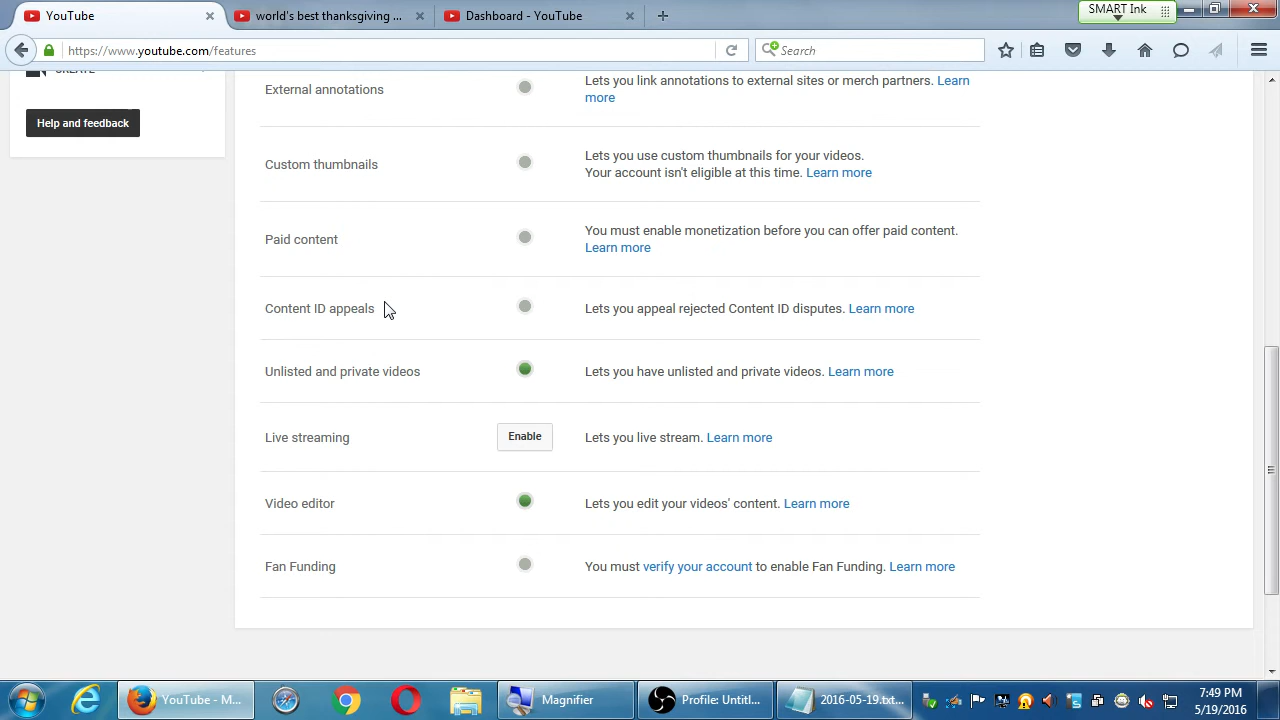 YouTube
world's best thanksgiving ...
Dashboard - YouTube
SMART Ink
https://www.youtube.com/features
Search
CREATE
Help and feedback
External annotations
Lets you link annotations to external sites or merch partners. Learn
more
Custom thumbnails
Lets you use custom thumbnails for your videos.
Your account isn't eligible at this time. Learn more
Paid content
You must enable monetization before you can offer paid content.
Learn more
Content ID appeals
Lets you appeal rejected Content ID disputes. Learn more
Unlisted and private videos
Lets you have unlisted and private videos. Learn more
Live streaming
Enable
Lets you live stream. Learn more
Video editor
Lets you edit your videos' content. Learn more
Fan Funding
You must verify your account to enable Fan Funding. Learn more
YouTube - M...
Magnifier
Profile: Untitl...
2016-05-19.txt...
7:49 PM
5/19/2016